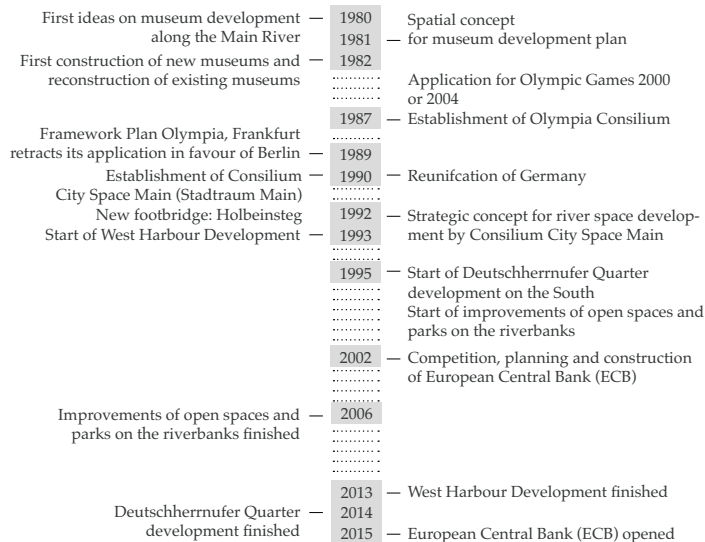 First ideas on museum development —
along the Main River
First construction of new museums and —
reconstruction of existing museums
Framework Plan Olympia, Frankfurt
retracts its application in favour of Berlin —
Establishment of Consilium —
City Space Main (Stadtraum Main)
New footbridge: Holbeinsteg
Start of West Harbour Development —
Improvements of open spaces and —
parks on the riverbanks finished
Deutschherrnufer Quarter —
development finished
1980
1981
1982
1987
1989
1990
1992
1993
1995
2002
2006
2013
2014
2015
Spatial concept
— for museum development plan
Application for Olympic Games 2000
or 2004
— Establishment of Olympia Consilium
— Reunifcation of Germany
— Strategic concept for river space develop-
ment by Consilium City Space Main
— Start of Deutschherrnufer Quarter
development on the South
Start of improvements of open spaces and
parks on the riverbanks
— Competition, planning and construction
of European Central Bank (ECB)
— West Harbour Development finished
— European Central Bank (ECB) opened